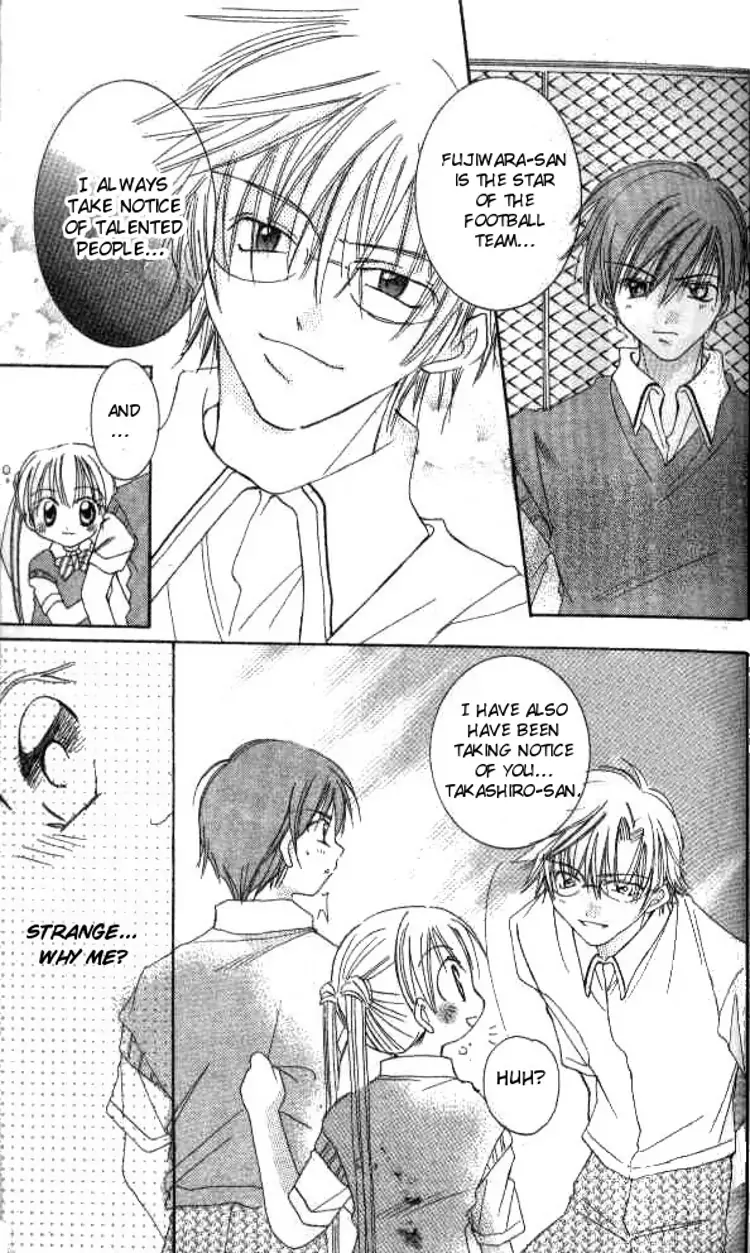 FUJIWARA-SAN
IS THE STAR
OF THE
FOOTBALL
TEAM...
I ALWAYS
TAKE NOTICE
OF TALENTED
PEOPLE...
AND
...
I HAVE ALSO
HAVE BEEN
TAKING NOTICE
OF YOU...
TAKASHIRO-SAN.
HUH?
STRANGE...
WHY ME?